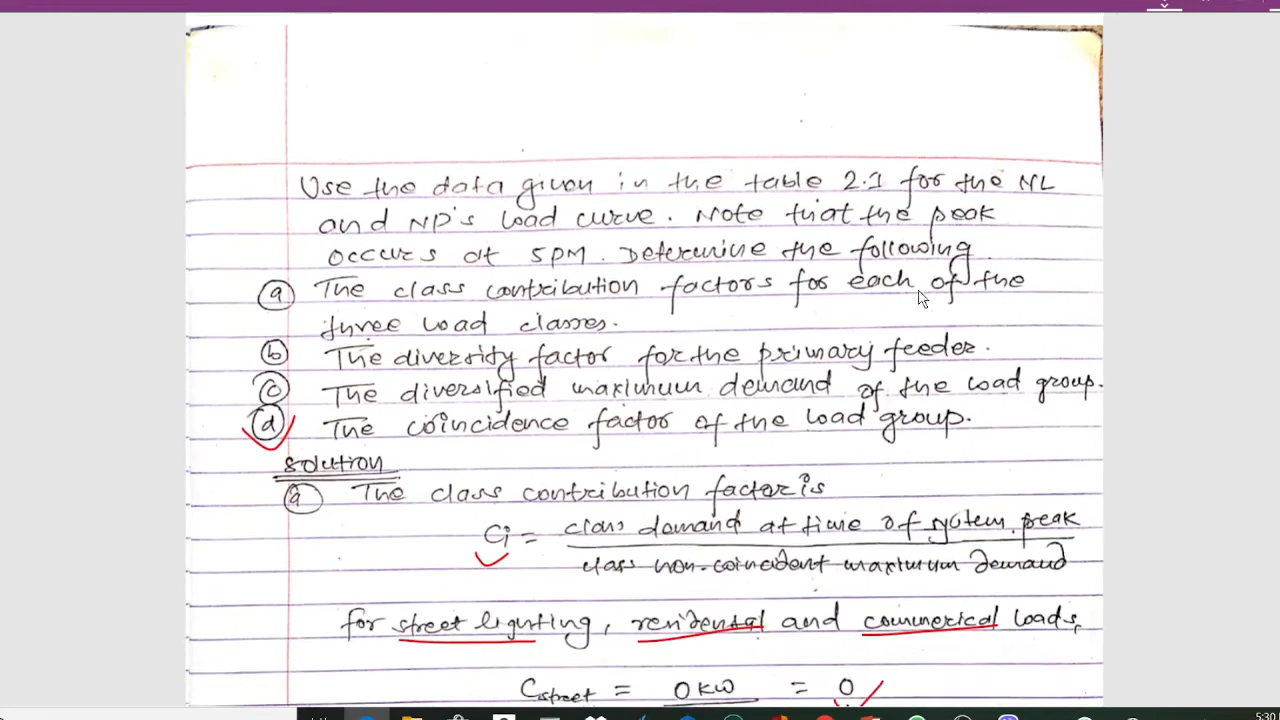 Use the data given in the table 2.1 for the NL
and NP's load curve. Note that the peak
occurs at 5PM. Determine the following.
a The class contribution factors for each of the
three load classes.
b The diversity factor for the primary feeder.
c The diversified maximum demand of the load group.
d The coincidence factor of the load group.
solution
a The class contribution factor is
Ci = class demand at time of system peak
class non-coincident maximum demand
for street lighting, residental and commerical loads,
Cstreet = 0 kW = 0
5:30